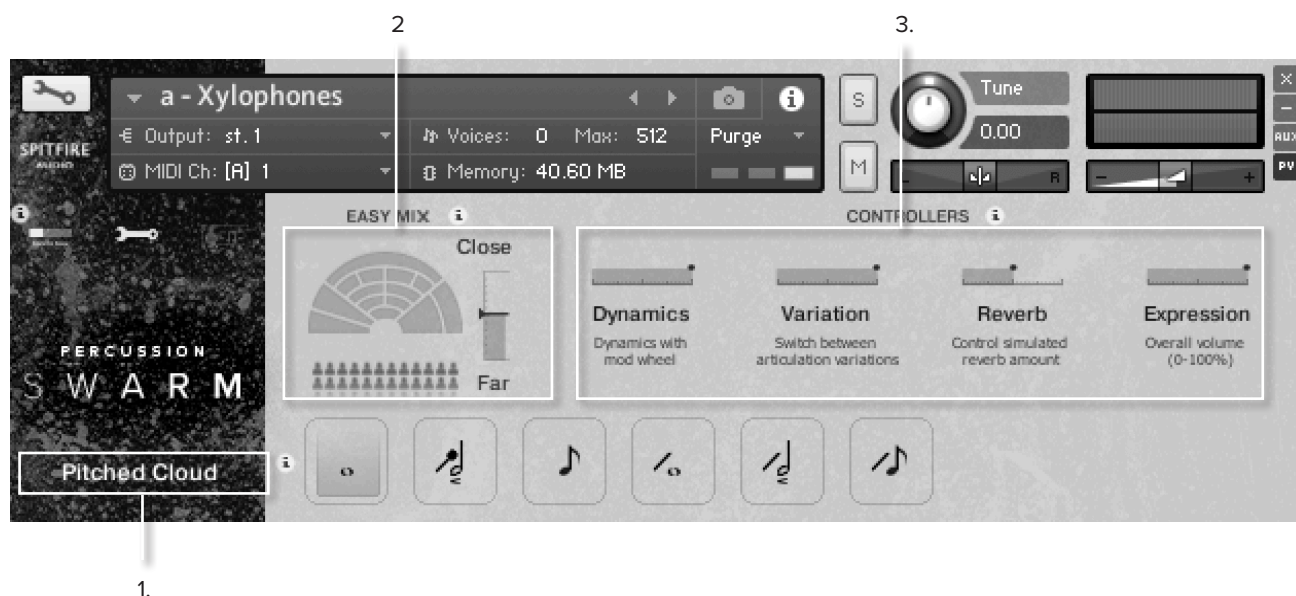 2
3.
a - Xylophones
S
Tune
Output: st. 1
Voices: 0 Max: 512
Purge
0.00
AUX
SPITFIRE
AUDIO
MIDI Ch: [A] 1
Memory: 40.60 MB
M
L
R
PV
EASY MIX
CONTROLLERS
Close
Far
Dynamics
Dynamics with
mod wheel
Variation
Switch between
articulation variations
Reverb
Control simulated
reverb amount
Expression
Overall volume
(0-100%)
PERCUSSION
SWARM
Pitched Cloud
1.